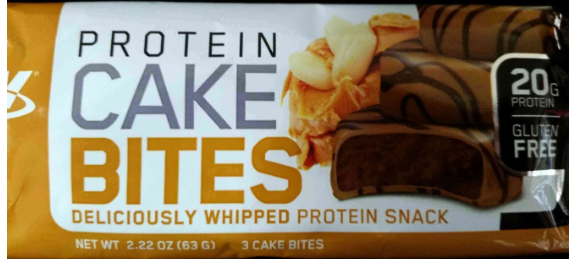 PROTEIN
CAKE
BITES
DELICIOUSLY WHIPPED PROTEIN SNACK
NET WT 2.22 OZ (63 G) 3 CAKE BITES
20G
PROTEIN
GLUTEN
FREE